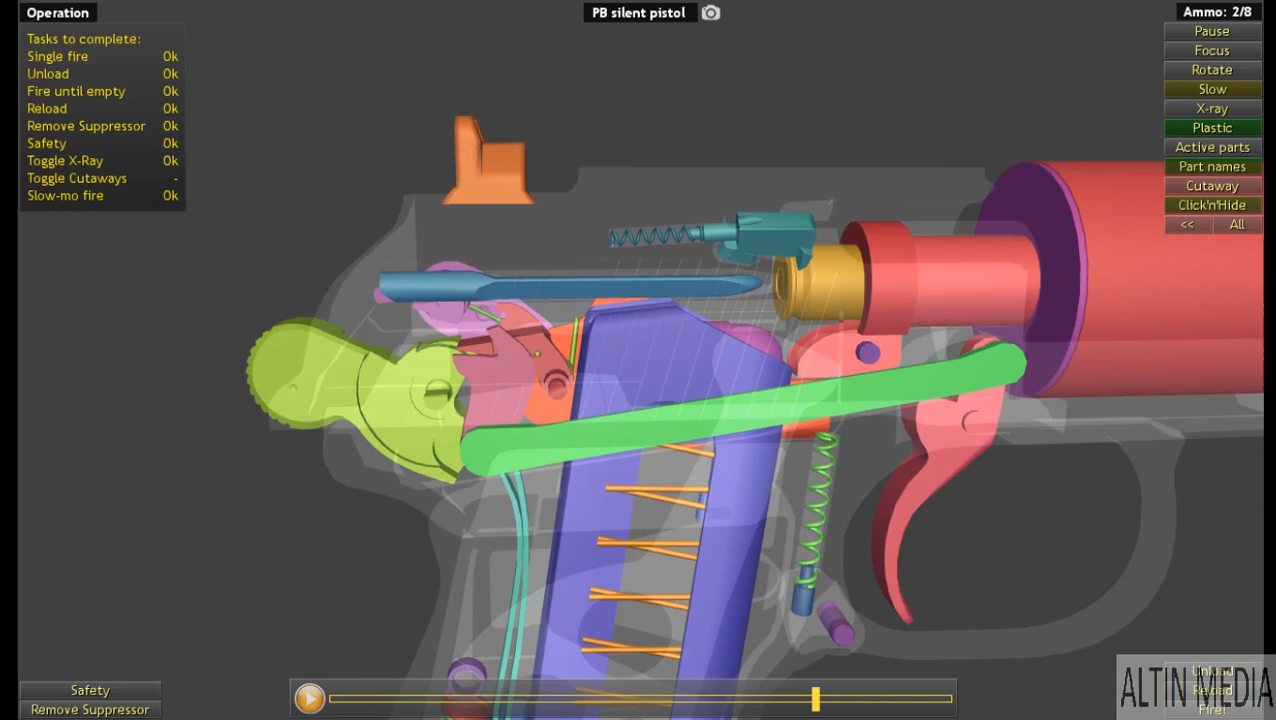 Operation
Tasks to complete:
Single fire Ok
Unload Ok
Fire until empty Ok
Reload Ok
Remove Suppressor Ok
Safety Ok
Toggle X-Ray Ok
Toggle Cutaways -
Slow-mo fire Ok
PB silent pistol
Ammo: 2/8
Pause
Focus
Rotate
Slow
X-ray
Plastic
Active parts
Part names
Cutaway
Click'n'Hide
<< All
Safety
Remove Suppressor
Unload
Reload
Fire!
ALTIN MEDIA